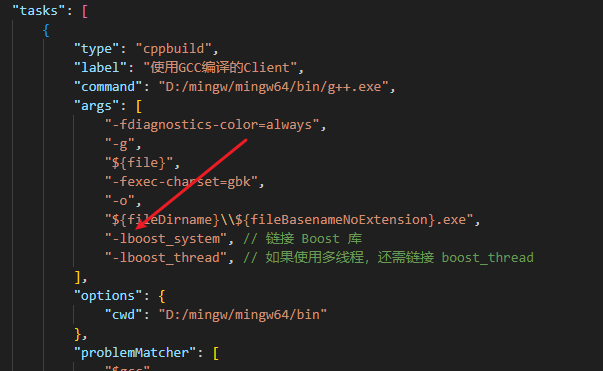 "tasks": [
{
"type": "cppbuild",
"label": "使用GCC编译的Client",
"command": "D:/mingw/mingw64/bin/g++.exe",
"args": [
"-fdiagnostics-color=always",
"-g",
"${file}",
"-fexec-charset=gbk",
"-o",
"${fileDirname}\\${fileBasenameNoExtension}.exe",
"-lboost_system", // 链接 Boost 库
"-lboost_thread", // 如果使用多线程，还需链接 boost_thread
],
"options": {
"cwd": "D:/mingw/mingw64/bin"
},
"problemMatcher": [
"$gcc"